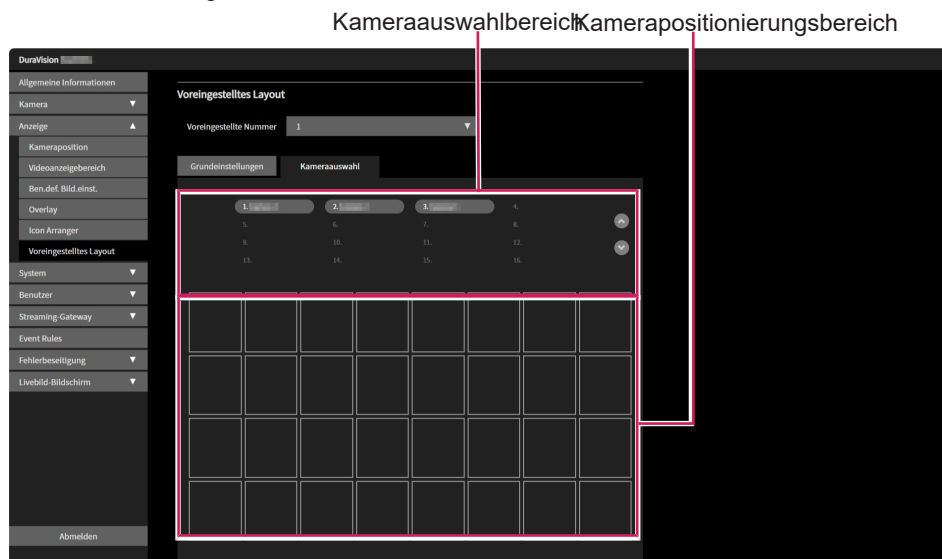 Kameraauswahlbereich
Kamerapositionierungsbereich
DuraVision
Allgemeine Informationen
Kamera
Anzeige
Kameraposition
Videoanzeigebereich
Ben.def. Bild.einst.
Overlay
Icon Arranger
Voreingestelltes Layout
System
Benutzer
Streaming-Gateway
Event Rules
Fehlerbeseitigung
Livebild-Bildschirm
Abmelden
Voreingestelltes Layout
Voreingestellte Nummer 1
Grundeinstellungen Kameraauswahl
1. 2. 3. 4.
5. 6. 7. 8.
9. 10. 11. 12.
13. 14. 15. 16.